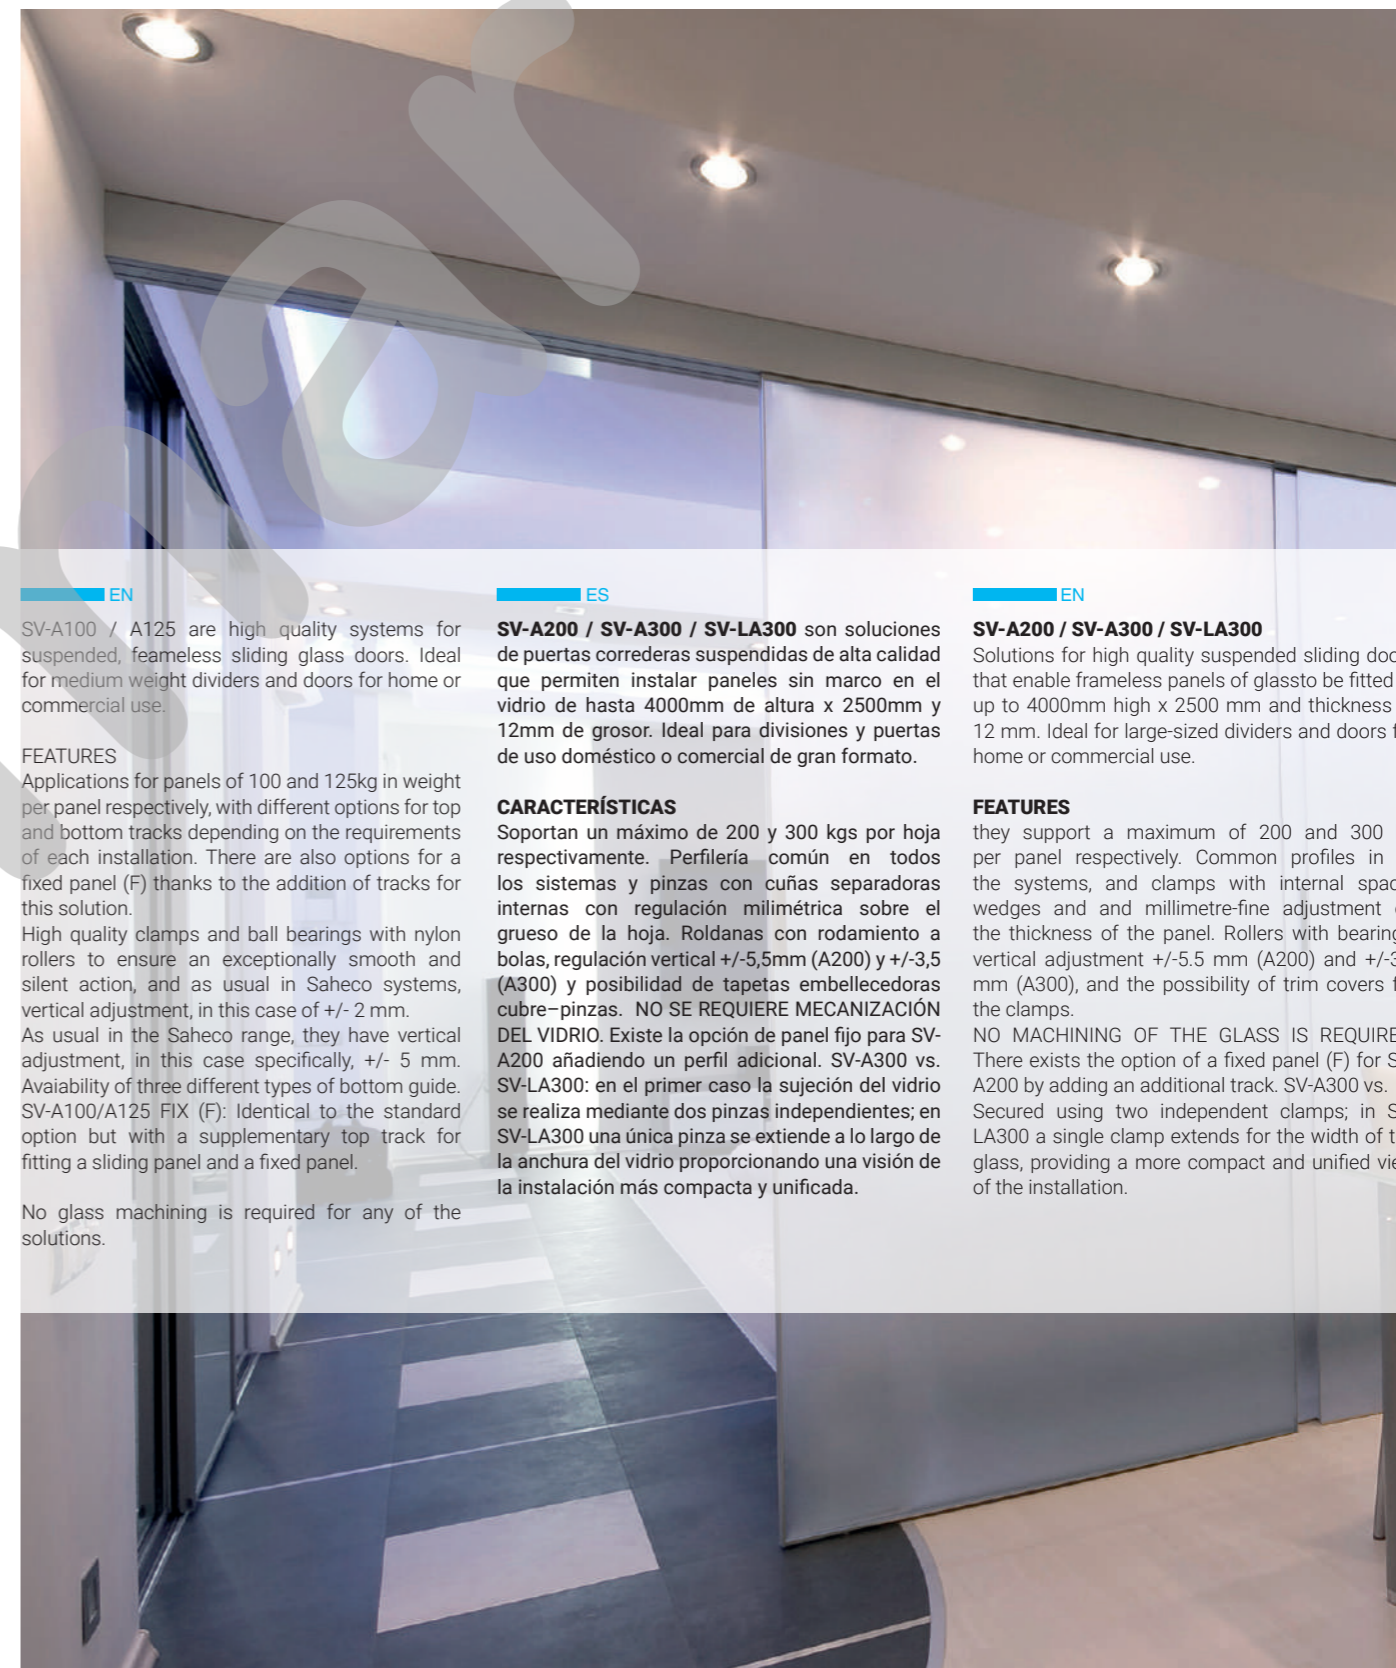 EN
SV-A100 / A125 are high quality systems for
suspended, feameless sliding glass doors. Ideal
for medium weight dividers and doors for home or
commercial use.
FEATURES
Applications for panels of 100 and 125kg in weight
per panel respectively, with different options for top
and bottom tracks depending on the requirements
of each installation. There are also options for a
fixed panel (F) thanks to the addition of tracks for
this solution.
High quality clamps and ball bearings with nylon
rollers to ensure an exceptionally smooth and
silent action, and as usual in Saheco systems,
vertical adjustment, in this case of +/- 2 mm.
As usual in the Saheco range, they have vertical
adjustment, in this case specifically, +/- 5 mm.
Avaiability of three different types of bottom guide.
SV-A100/A125 FIX (F): Identical to the standard
option but with a supplementary top track for
fitting a sliding panel and a fixed panel.
No glass machining is required for any of the
solutions.
ES
SV-A200 / SV-A300 / SV-LA300 son soluciones
de puertas correderas suspendidas de alta calidad
que permiten instalar paneles sin marco en el
vidrio de hasta 4000mm de altura x 2500mm y
12mm de grosor. Ideal para divisiones y puertas
de uso doméstico o comercial de gran formato.
CARACTERÍSTICAS
Soportan un máximo de 200 y 300 kgs por hoja
respectivamente. Perfilería común en todos
los sistemas y pinzas con cuñas separadoras
internas con regulación milimétrica sobre el
grueso de la hoja. Roldanas con rodamiento a
bolas, regulación vertical +/-5,5mm (A200) y +/-3,5
(A300) y posibilidad de tapetas embellecedoras
cubre–pinzas. NO SE REQUIERE MECANIZACIÓN
DEL VIDRIO. Existe la opción de panel fijo para SV-
A200 añadiendo un perfil adicional. SV-A300 vs.
SV-LA300: en el primer caso la sujeción del vidrio
se realiza mediante dos pinzas independientes; en
SV-LA300 una única pinza se extiende a lo largo de
la anchura del vidrio proporcionando una visión de
la instalación más compacta y unificada.
EN
SV-A200 / SV-A300 / SV-LA300
Solutions for high quality suspended sliding
that enable frameless panels of glassto be fitted
up to 4000mm high x 2500 mm and thickness
12 mm. Ideal for large-sized dividers and doors
home or commercial use.
FEATURES
they support a maximum of 200 and 300
per panel respectively. Common profiles in
the systems, and clamps with internal
wedges and and millimetre-fine adjustment
the thickness of the panel. Rollers with
vertical adjustment +/-5.5 mm (A200) and
mm (A300), and the possibility of trim covers
the clamps.
NO MACHINING OF THE GLASS IS
There exists the option of a fixed panel (F) for
A200 by adding an additional track. SV-A300 vs.
Secured using two independent clamps; in
LA300 a single clamp extends for the width of
glass, providing a more compact and unified
of the installation.